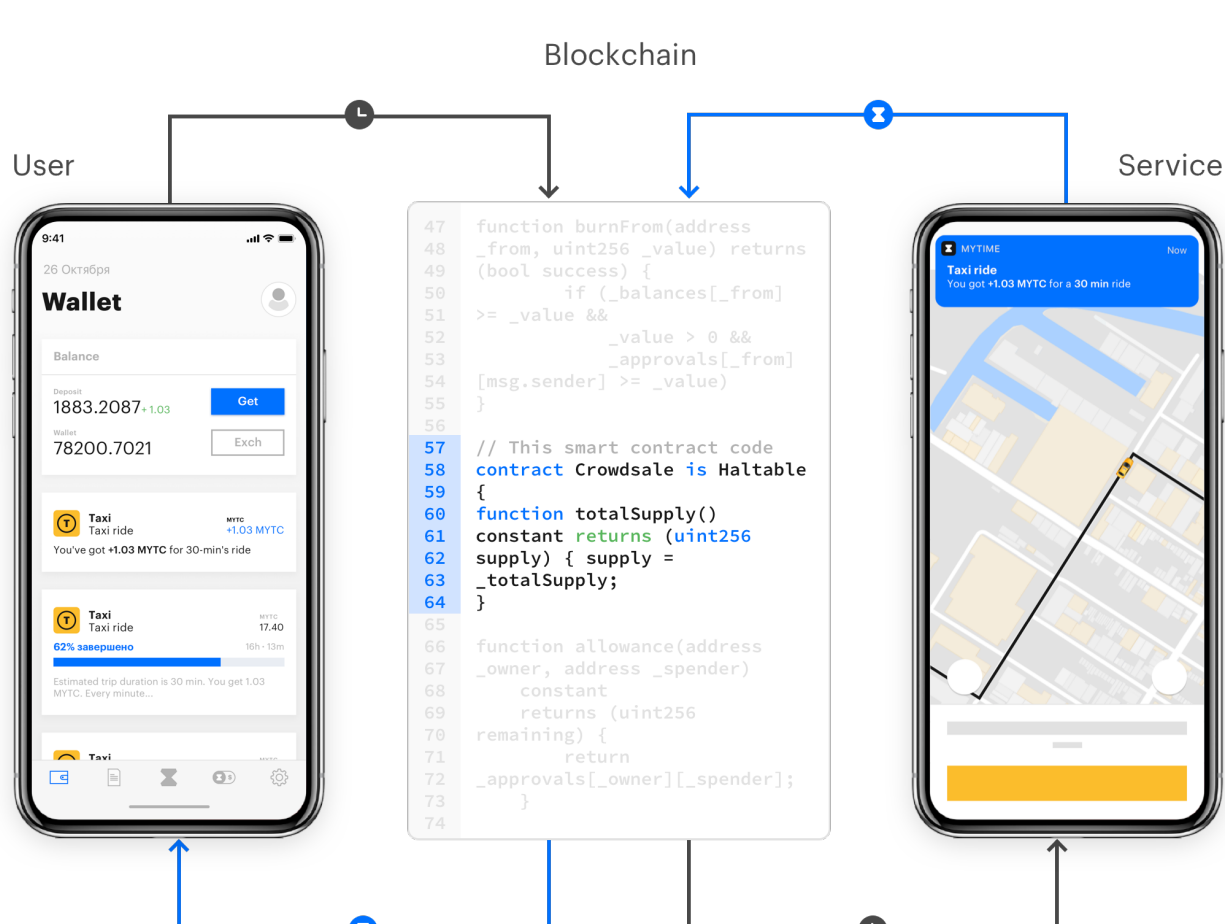 Blockchain
User
Service
9:41
26 Октября
Wallet
Balance
Deposit
1883.2087 +1.03
Get
Wallet
78200.7021
Exch
T
Taxi
Taxi ride
MYTC
+1.03 MYTC
You've got +1.03 MYTC for 30-min's ride
T
Taxi
Taxi ride
MYTC
17.40
62% завершено
16h - 13m
Estimated trip duration is 30 min. You get 1.03
MYTC. Every minute...
Taxi
MYTC
47 function burnFrom(address
48 _from, uint256 _value) returns
49 (bool success) {
50 if (_balances[_from]
51 >= _value &&
52 _value > 0 &&
53 _approvals[_from]
54 [msg.sender] >= _value)
55 }
56
57 // This smart contract code
58 contract Crowdsale is Haltable
59 {
60 function totalSupply()
61 constant returns (uint256
62 supply) { supply =
63 _totalSupply;
64 }
65
66 function allowance(address
67 _owner, address _spender)
68 constant
69 returns (uint256
70 remaining) {
71 return
72 _approvals[_owner][_spender];
73 }
74
MYTIME
Now
Taxi ride
You got +1.03 MYTC for a 30 min ride